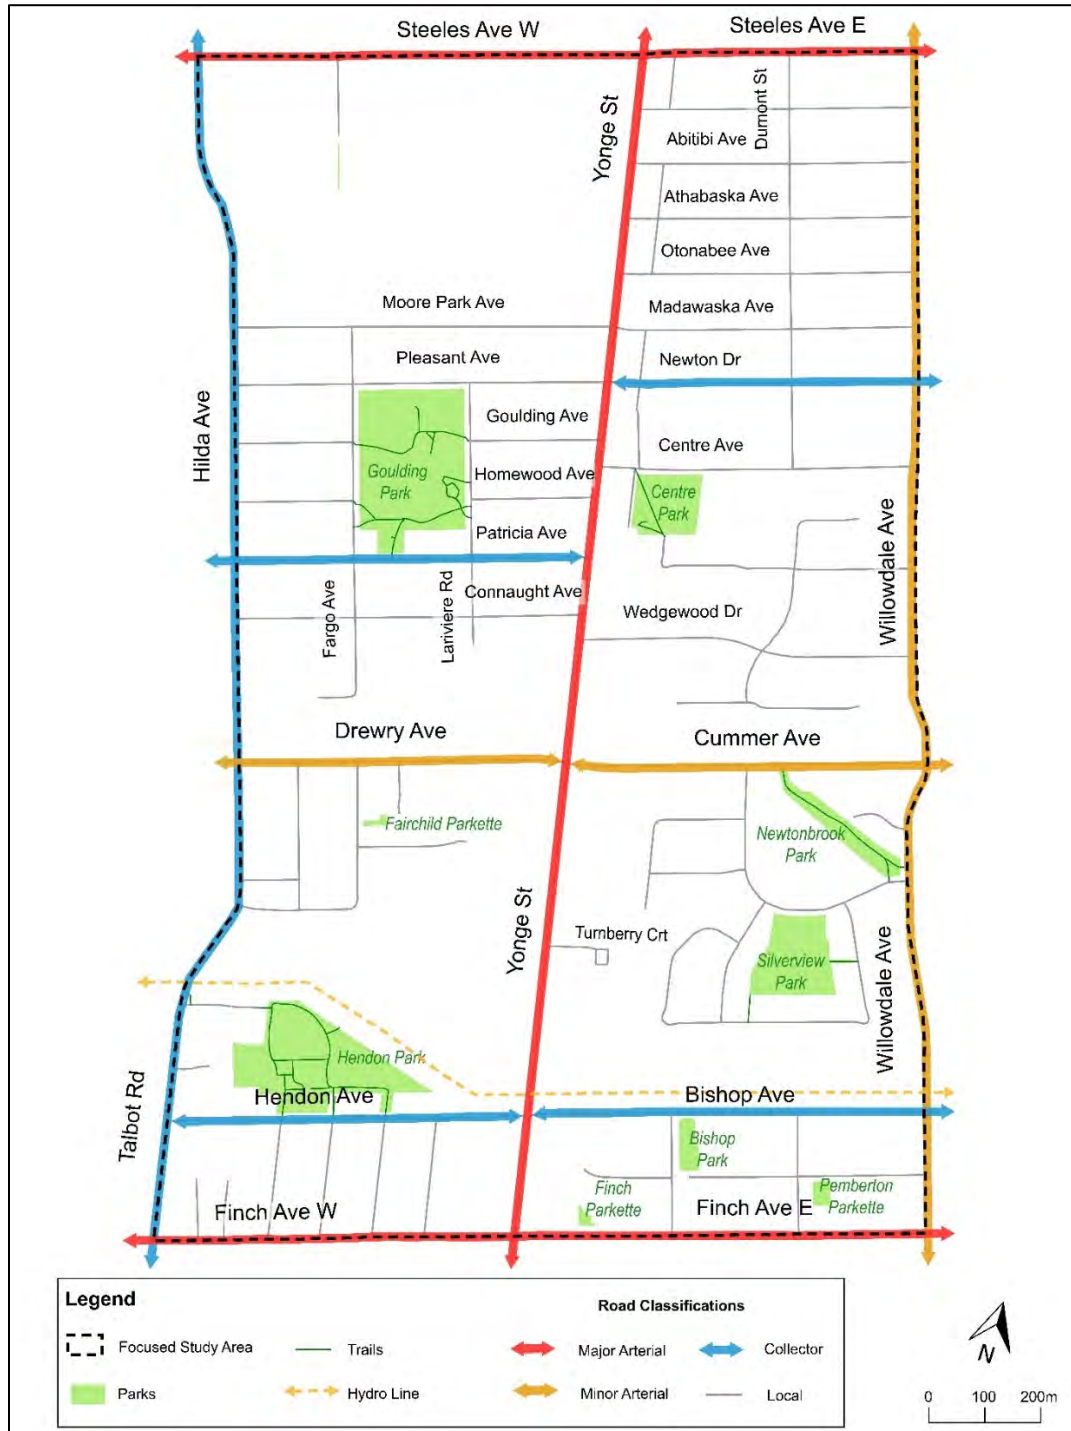 Steeles Ave W
Steeles Ave E
Yonge St
Dumont St
Abitibi Ave
Athabaska Ave
Otonabee Ave
Moore Park Ave
Madawaska Ave
Pleasant Ave
Newton Dr
Hilda Ave
Goulding Ave
Centre Ave
Goulding
Park
Homewood Ave
Centre
Park
Patricia Ave
Willowdale Ave
Fargo Ave
Lariviere Rd
Connaught Ave
Wedgewood Dr
Drewry Ave
Cummer Ave
Fairchild Parkette
Newtonbrook
Park
Yonge St
Turnberry Crt
Silverview
Park
Willowdale Ave
Hendon Park
Talbot Rd
Hendon Ave
Bishop Ave
Bishop
Park
Finch
Parkette
Pemberton
Parkette
Finch Ave W
Finch Ave E
Legend
Road Classifications
Focused Study Area
Trails
Major Arterial
Collector
Parks
Hydro Line
Minor Arterial
Local
N
0 100 200m